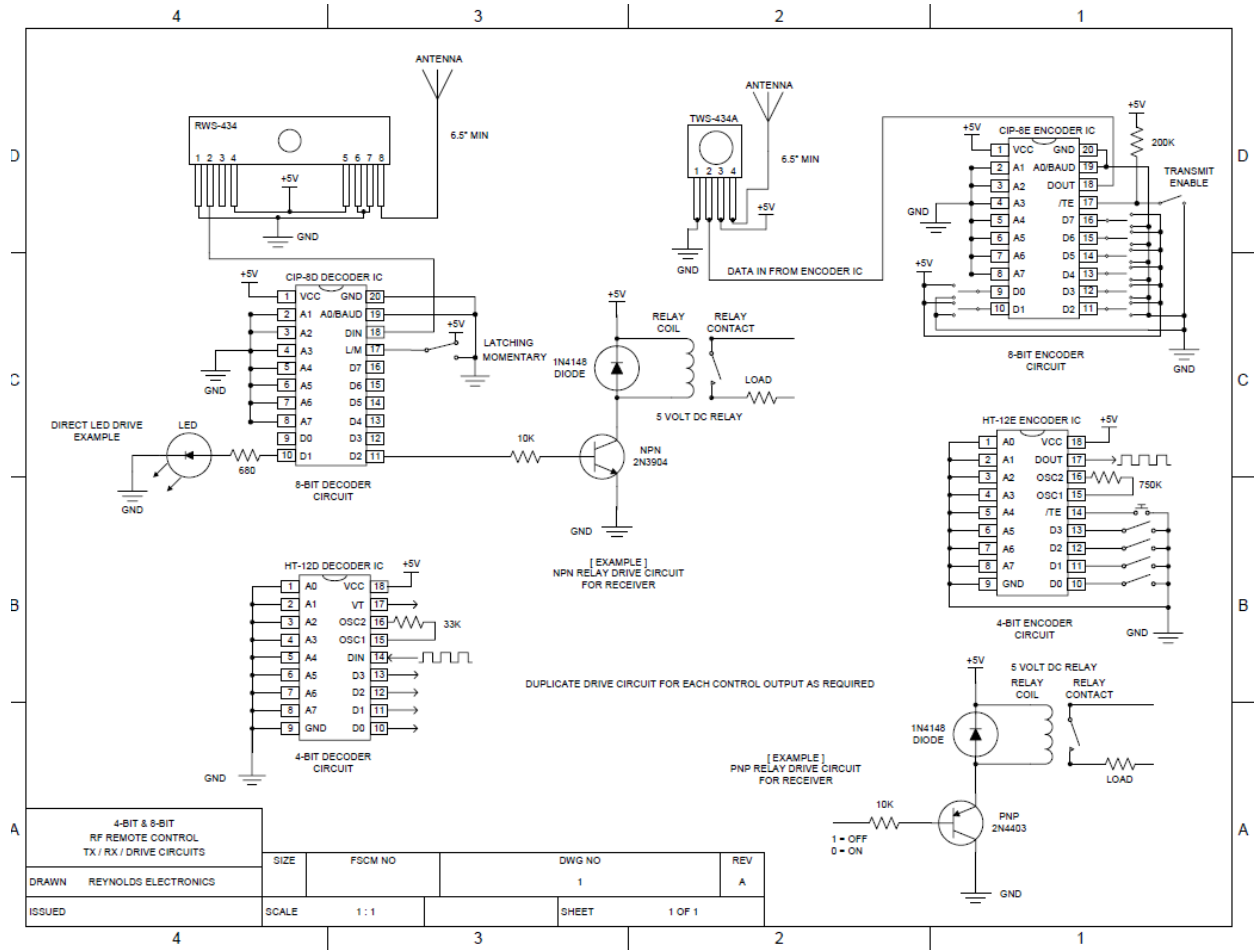 4 3 2 1
D
C
B
A
D
C
B
A
4 3 2 1
RWS-434
1 2 3 4 5 6 7 8
+5V
GND
ANTENNA
6.5" MIN
ANTENNA
TWS-434A
1 2 3 4
6.5" MIN
+5V
GND
DATA IN FROM ENCODER IC
+5V
CIP-8E ENCODER IC
+5V
200K
TRANSMIT
ENABLE
1 VCC GND 20
2 A1 A0/BAUD 19
3 A2 DOUT 18
4 A3 /TE 17
5 A4 D7 16
6 A5 D6 15
7 A6 D5 14
8 A7 D4 13
9 D0 D3 12
10 D1 D2 11
GND
+5V
8-BIT ENCODER
CIRCUIT
GND
+5V
CIP-8D DECODER IC
1 VCC GND 20
2 A1 A0/BAUD 19
3 A2 DIN 18
4 A3 L/M 17
5 A4 D7 16
6 A5 D6 15
7 A6 D5 14
8 A7 D4 13
9 D0 D3 12
10 D1 D2 11
GND
+5V
LATCHING
MOMENTARY
GND
8-BIT DECODER
CIRCUIT
DIRECT LED DRIVE
EXAMPLE
LED
680
GND
+5V
RELAY
COIL
RELAY
CONTACT
1N4148
DIODE
LOAD
5 VOLT DC RELAY
10K
NPN
2N3904
GND
[ EXAMPLE ]
NPN RELAY DRIVE CIRCUIT
FOR RECEIVER
HT-12E ENCODER IC
+5V
1 A0 VCC 18
2 A1 DOUT 17
3 A2 OSC2 16
4 A3 OSC1 15
5 A4 /TE 14
6 A5 D3 13
7 A6 D2 12
8 A7 D1 11
9 GND D0 10
750K
4-BIT ENCODER
CIRCUIT
GND
HT-12D DECODER IC
+5V
1 A0 VCC 18
2 A1 VT 17
3 A2 OSC2 16
4 A3 OSC1 15
5 A4 DIN 14
6 A5 D3 13
7 A6 D2 12
8 A7 D1 11
9 GND D0 10
33K
GND
4-BIT DECODER
CIRCUIT
DUPLICATE DRIVE CIRCUIT FOR EACH CONTROL OUTPUT AS REQUIRED
+5V
5 VOLT DC RELAY
RELAY
COIL
RELAY
CONTACT
1N4148
DIODE
LOAD
[ EXAMPLE ]
PNP RELAY DRIVE CIRCUIT
FOR RECEIVER
10K
1 = OFF
0 = ON
PNP
2N4403
GND
4-BIT & 8-BIT
RF REMOTE CONTROL
TX / RX / DRIVE CIRCUITS
DRAWN REYNOLDS ELECTRONICS
ISSUED
SIZE FSCM NO DWG NO REV
1 A
SCALE 1 : 1 SHEET 1 OF 1